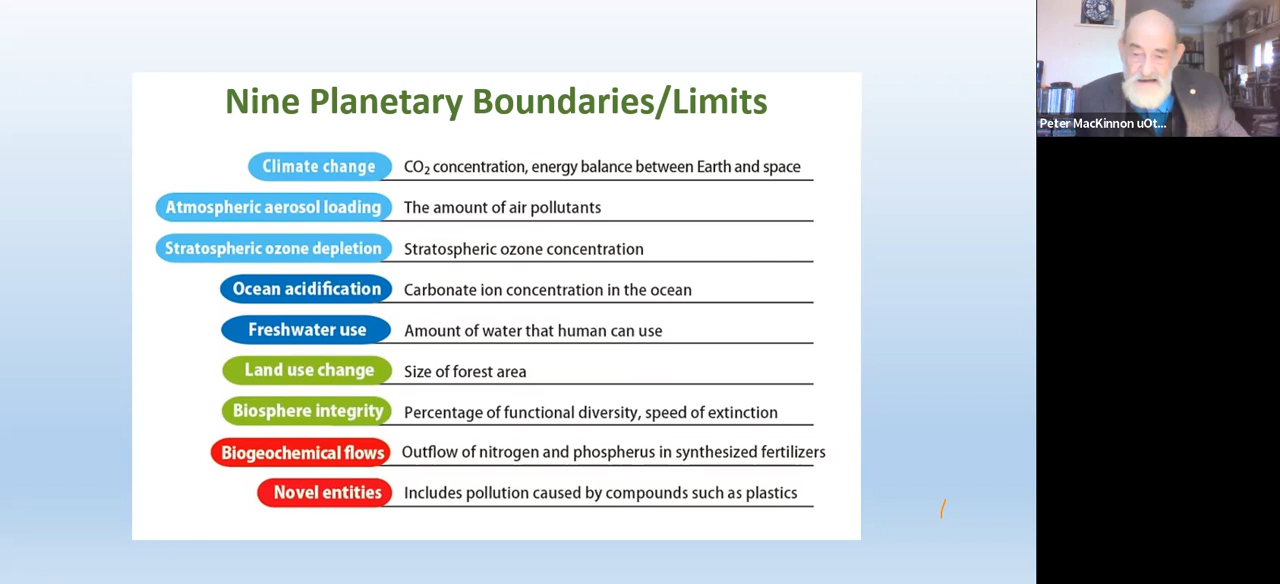 Nine Planetary Boundaries/Limits
Climate change CO₂ concentration, energy balance between Earth and space
Atmospheric aerosol loading The amount of air pollutants
Stratospheric ozone depletion Stratospheric ozone concentration
Ocean acidification Carbonate ion concentration in the ocean
Freshwater use Amount of water that human can use
Land use change Size of forest area
Biosphere integrity Percentage of functional diversity, speed of extinction
Biogeochemical flows Outflow of nitrogen and phospherus in synthesized fertilizers
Novel entities Includes pollution caused by compounds such as plastics
Peter MacKinnon uOt...